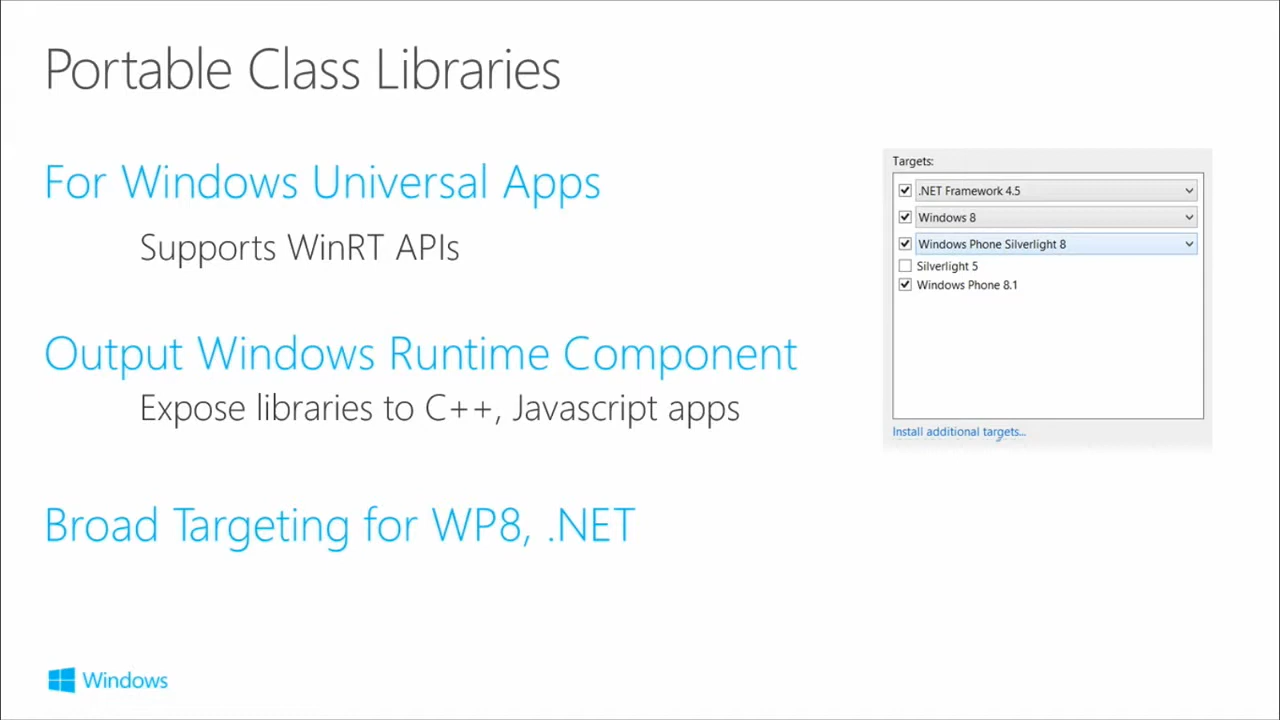 Portable Class Libraries
For Windows Universal Apps
Supports WinRT APIs
Output Windows Runtime Component
Expose libraries to C++, Javascript apps
Broad Targeting for WP8, .NET
Targets:
.NET Framework 4.5
Windows 8
Windows Phone Silverlight 8
Silverlight 5
Windows Phone 8.1
Install additional targets...
Windows